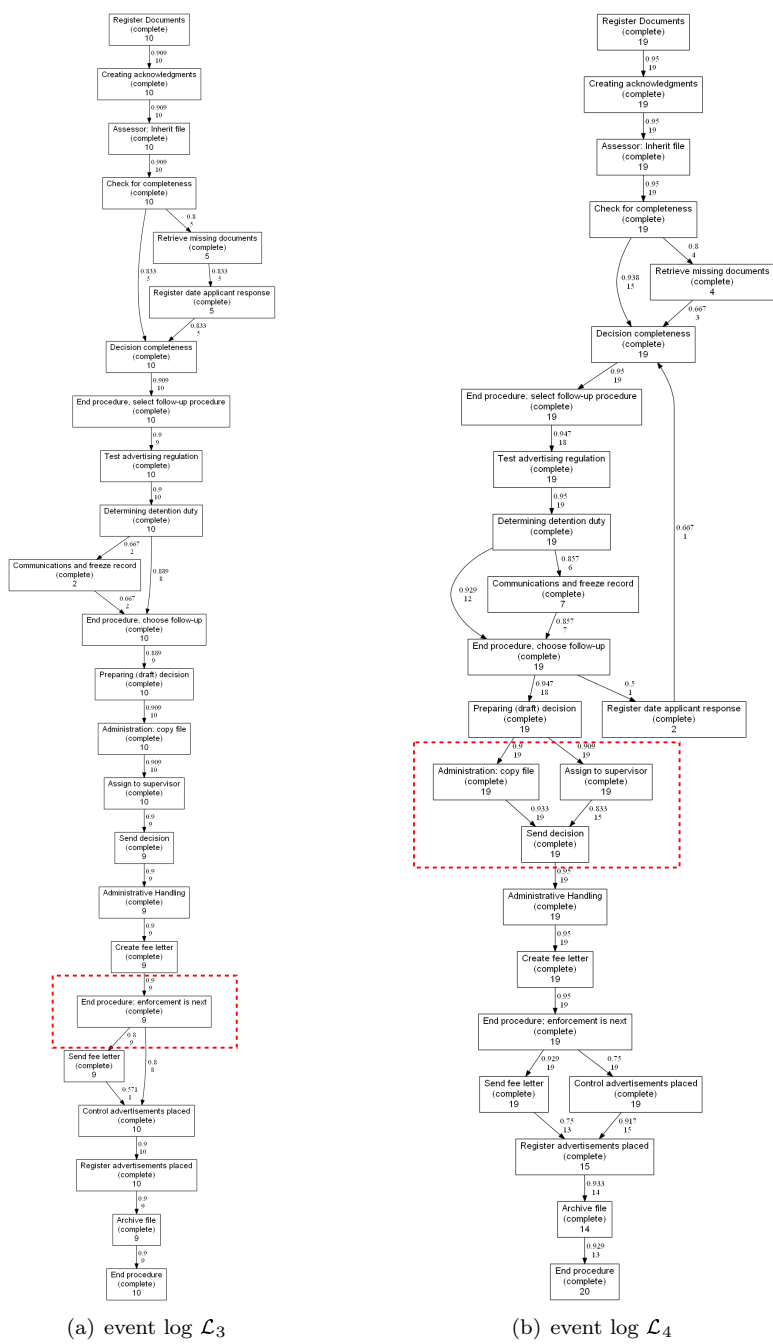 Register Documents
(complete)
10
0.909
10
Creating acknowledgments
(complete)
10
0.909
10
Assessor: Inherit file
(complete)
10
0.909
10
Check for completeness
(complete)
10
0.8
5
Retrieve missing documents
(complete)
5
0.833
5
0.833
5
Register date applicant response
(complete)
5
0.833
5
Decision completeness
(complete)
10
0.909
10
End procedure, select follow-up procedure
(complete)
10
0.9
9
Test advertising regulation
(complete)
10
0.9
10
Determining detention duty
(complete)
10
0.667
2
0.889
8
Communications and freeze record
(complete)
2
0.667
2
End procedure, choose follow-up
(complete)
10
0.889
9
Preparing (draft) decision
(complete)
10
0.909
10
Administration: copy file
(complete)
10
0.909
10
Assign to supervisor
(complete)
10
0.9
9
Send decision
(complete)
9
0.9
9
Administrative Handling
(complete)
9
0.9
9
Create fee letter
(complete)
9
0.9
9
End procedure; enforcement is next
(complete)
9
0.8
9
0.8
8
Send fee letter
(complete)
9
0.571
1
Control advertisements placed
(complete)
10
0.9
10
Register advertisements placed
(complete)
10
0.9
9
Archive file
(complete)
9
0.9
9
End procedure
(complete)
10
(a) event log L3
Register Documents
(complete)
19
0.95
19
Creating acknowledgments
(complete)
19
0.95
19
Assessor: Inherit file
(complete)
19
0.95
19
Check for completeness
(complete)
19
0.8
4
0.938
15
Retrieve missing documents
(complete)
4
0.667
3
Decision completeness
(complete)
19
0.95
19
End procedure, select follow-up procedure
(complete)
19
0.947
18
Test advertising regulation
(complete)
19
0.95
19
Determining detention duty
(complete)
19
0.667
1
0.857
6
0.929
12
Communications and freeze record
(complete)
7
0.857
7
End procedure, choose follow-up
(complete)
19
0.947
18
0.5
1
Preparing (draft) decision
(complete)
19
Register date applicant response
(complete)
2
0.9
19
0.909
19
Administration: copy file
(complete)
19
Assign to supervisor
(complete)
19
0.933
19
0.833
15
Send decision
(complete)
19
0.95
19
Administrative Handling
(complete)
19
0.95
19
Create fee letter
(complete)
19
0.95
19
End procedure; enforcement is next
(complete)
19
0.929
19
0.75
19
Send fee letter
(complete)
19
Control advertisements placed
(complete)
19
0.75
13
0.917
15
Register advertisements placed
(complete)
15
0.933
14
Archive file
(complete)
14
0.929
13
End procedure
(complete)
20
(b) event log L4